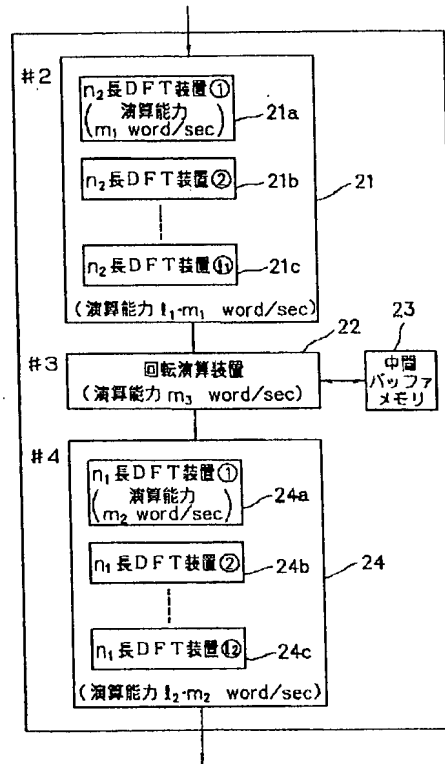 #2
n₂長DFT装置①
演算能力
(m₁ word/sec)
21a
n₂長DFT装置②
21b
21
n₂長DFT装置ⓛ₁
21c
(演算能力 ℓ₁·m₁ word/sec)
22
23
#3
回転演算装置
(演算能力 m₃ word/sec)
中間
バッファ
メモリ
#4
n₁長DFT装置①
演算能力
(m₂ word/sec)
24a
n₁長DFT装置②
24b
24
n₁長DFT装置ⓛ₂
24c
(演算能力 ℓ₂·m₂ word/sec)